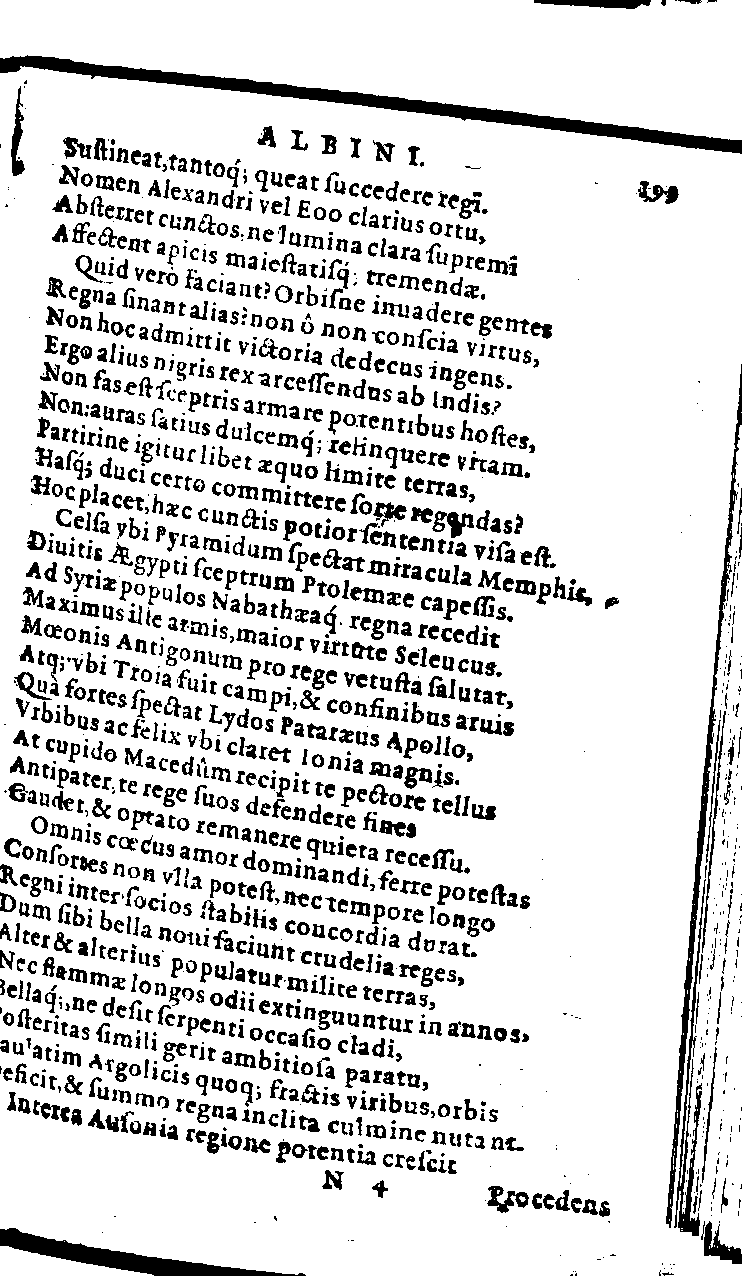 ALBINI.
199
Suſtineat,tantoq́; queat ſuccedere regi.
Nomen Alexandri vel Eoo clarius ortu,
Abſterret cunctos, ne lumina clara ſupremi
Affectent apicis maieſtatiſq́; tremendæ.
Quid verò faciant? Orbiſne inuadere gentes
Regna ſinant alias? non ô non conſcia virtus,
Non hoc admittit victoria dedecus ingens.
Ergo alius nigris rex arceſſendus ab Indis?
Non fas eſt ſceptris armare potentibus hoſtes,
Non auras ſatius dulcemq́; relinquere vitam.
Partirine igitur libet æquo limite terras,
Haſq́; duci certo committere ſorte regendas?
Hoc placet, hæc cunctis potior ſententia viſa eſt.
Celſa vbi Pyramidum ſpectat miracula Memphis,
Diuitis Ægypti ſceptrum Ptolemæe capeſſis.
Ad Syriæ populos Nabathæaq́. regna recedit
Maximus ille armis, maior virtute Seleucus.
Mœonis Antigonum pro rege vetuſta ſalutat,
Atq; vbi Troia fuit campi, & confinibus aruis
Quà fortes ſpectat Lydos Pataræus Apollo,
Vrbibus ac felix vbi claret Ionia magnis.
At cupido Macedûm recipit te pectore tellus
Antipater, te rege ſuos defendere fines
Gaudet, & optato remanere quieta receſſu.
Omnis cœcus amor dominandi, ferre poteſtas
Conſortes non vlla poteſt, nec tempore longo
Regni inter ſocios ſtabilis concordia durat.
Dum ſibi bella noui faciunt crudelia reges,
Alter & alterius populatur milite terras,
Nec flammæ longos odii extinguuntur in annos,
Bellaq́;, ne deſit ſerpenti occaſio cladi,
Poſteritas ſimili gerit ambitioſa paratu,
Paulatim Argolicis quoq; fractis viribus, orbis
Deficit, & ſummo regna inclita culmine nutant.
Interea Auſonia regione potentia creſcit
N 4
Procedens